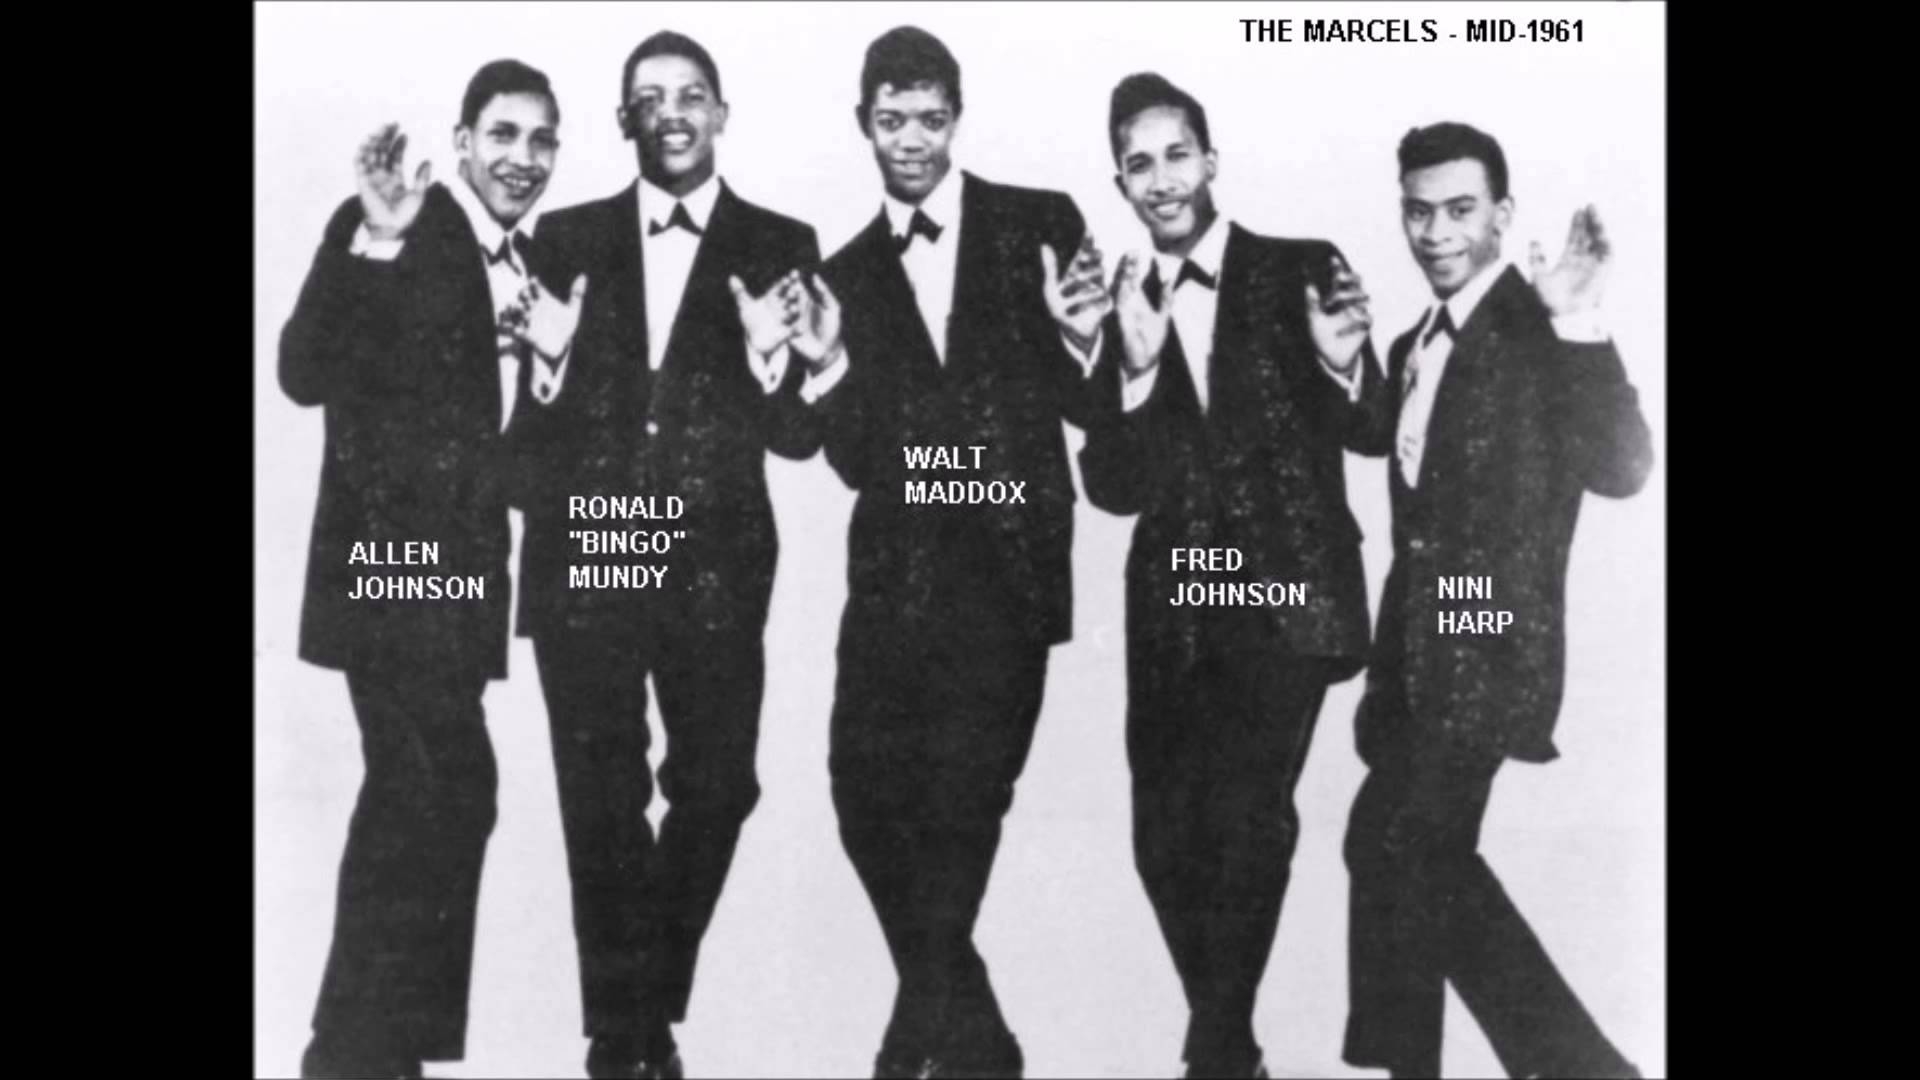 THE MARCELS - MID-1961
ALLEN
JOHNSON
RONALD
"BINGO"
MUNDY
WALT
MADDOX
FRED
JOHNSON
NINI
HARP